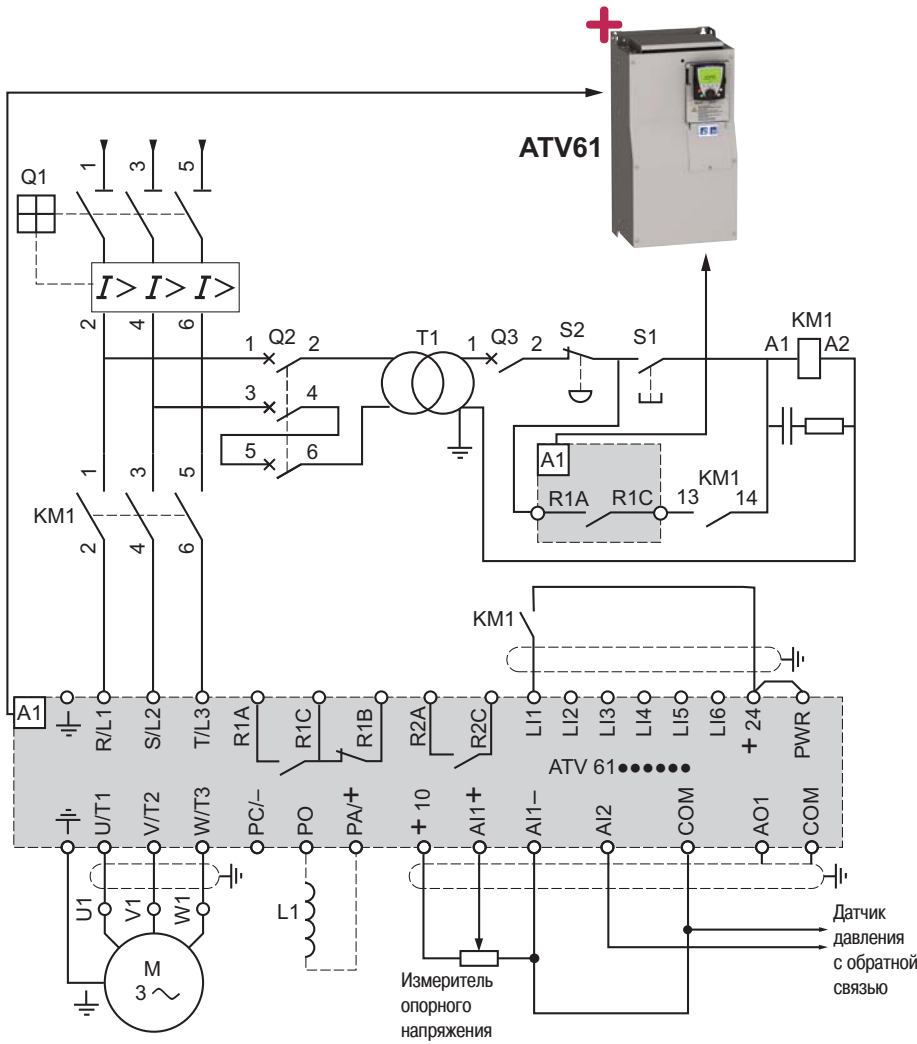 ATV61
Q1
1 3 5
I> I> I>
2 4 6
1 Q2 2
3 4
5 6
T1
1 Q3 2
S2
S1
KM1
A1 A2
A1
R1A R1C
KM1
13 14
1 3 5
KM1
2 4 6
KM1
A1
R/L1 S/L2 T/L3 R1A R1C R1B R2A R2C LI1 LI2 LI3 LI4 LI5 LI6 +24 PWR
ATV 61••••••
U/T1 V/T2 W/T3 PC/– PO PA/+ +10 AI1+ AI1– AI2 COM AO1 COM
U1 V1 W1
L1
M
3 ~
Измеритель
опорного
напряжения
Датчик
давления
с обратной
связью